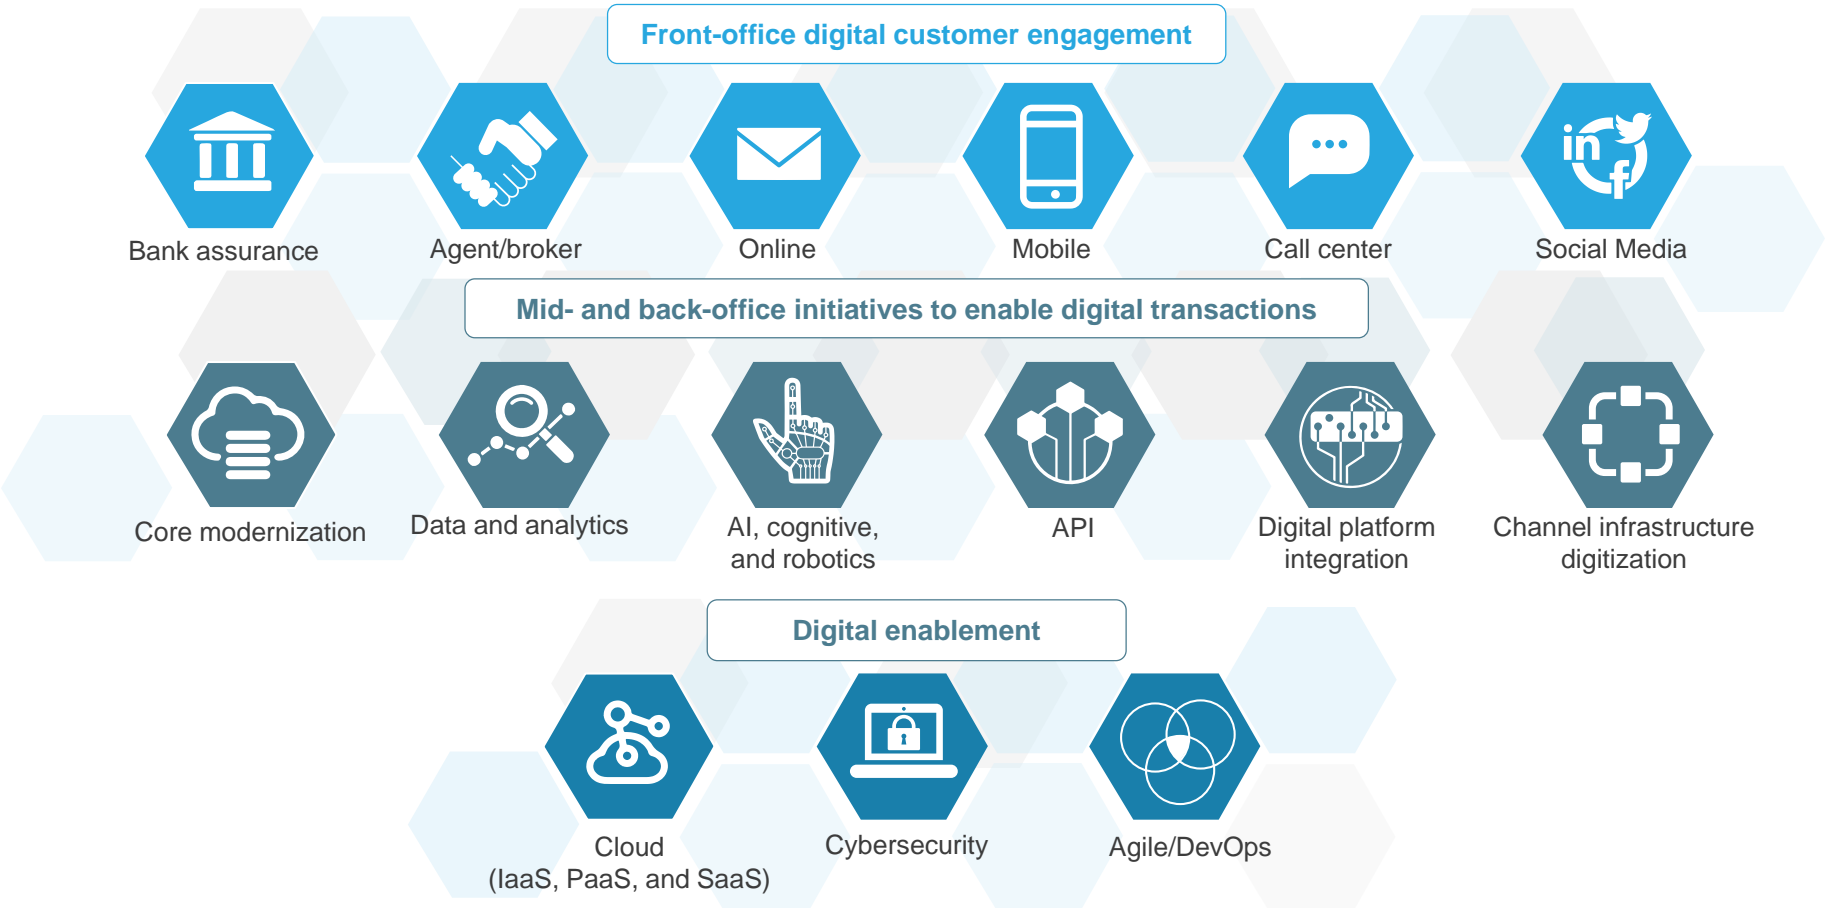 Front-office digital customer engagement
in
f
Bank assurance
Agent/broker
Online
Mobile
Call center
Social Media
Mid- and back-office initiatives to enable digital transactions
Core modernization
Data and analytics
AI, cognitive,
and robotics
API
Digital platform
integration
Channel infrastructure
digitization
Digital enablement
Cloud
(IaaS, PaaS, and SaaS)
Cybersecurity
Agile/DevOps